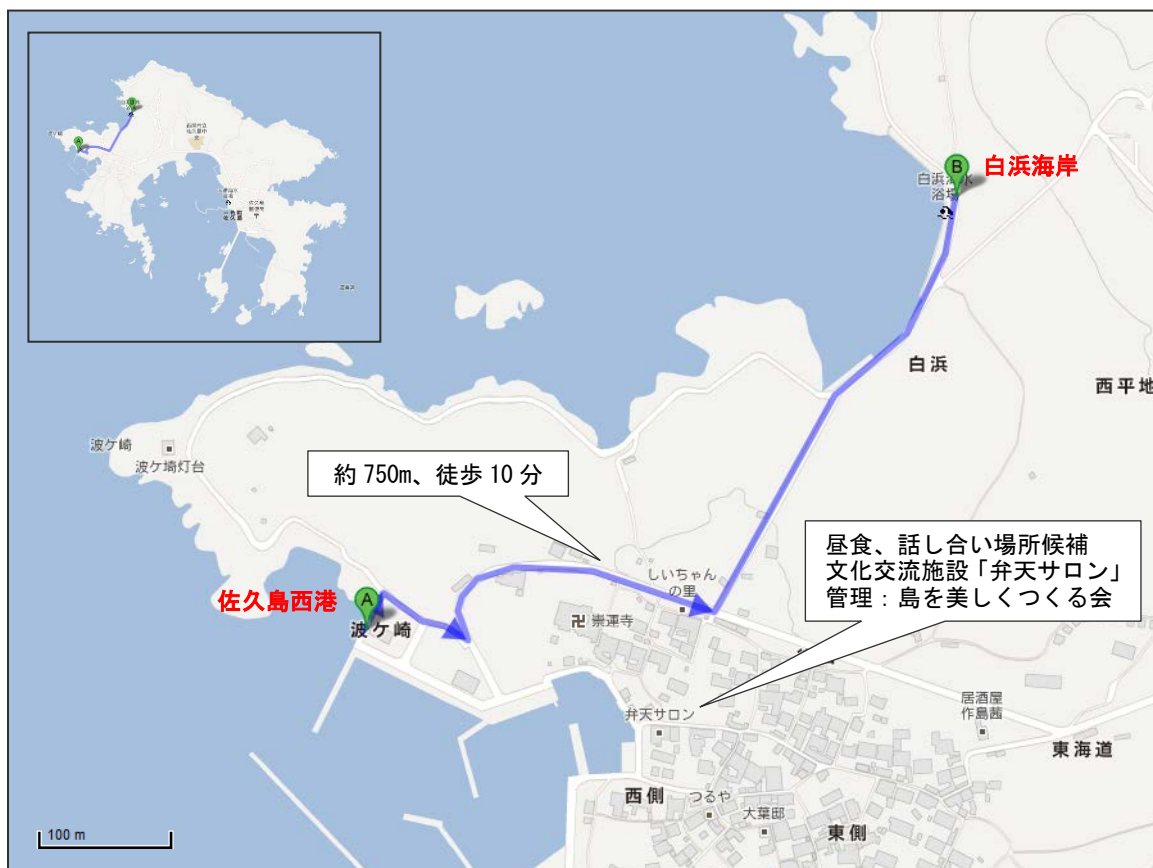 白浜海岸
B
白浜海水
浴場
白浜
西平地
波ケ崎
波ケ埼灯台
約 750m、徒歩 10 分
昼食、話し合い場所候補
文化交流施設「弁天サロン」
管理：島を美しくつくる会
佐久島西港
A
波ケ崎
しいちゃん
の里
卍 崇運寺
弁天サロン
居酒屋
作島茜
東海道
西側
つるや
大葉邸
東側
100 m